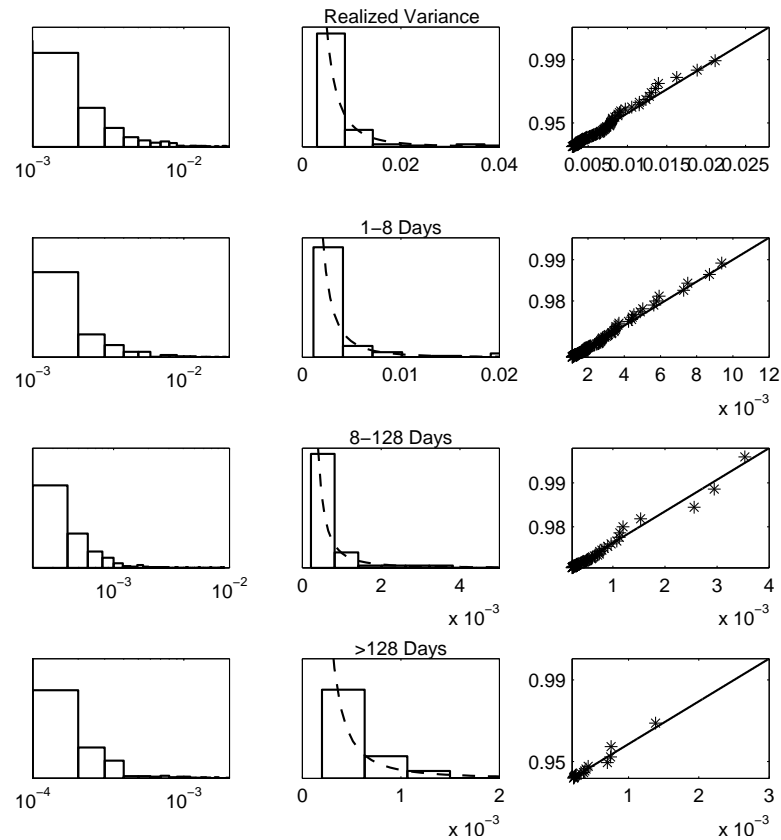 Realized Variance
0.99
0.95
10⁻³ 10⁻² 0 0.02 0.04 0.005 0.01 0.015 0.02 0.025
1−8 Days
0.99
0.98
10⁻³ 10⁻² 0 0.01 0.02 2 4 6 8 10 12
x 10⁻³
8−128 Days
0.99
0.98
10⁻³ 10⁻² 0 2 4 1 2 3 4
x 10⁻³ x 10⁻³
>128 Days
0.99
0.95
10⁻⁴ 10⁻³ 0 1 2 1 2 3
x 10⁻³ x 10⁻³